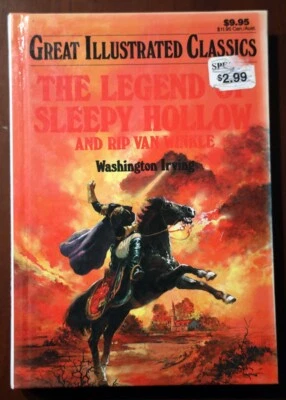 $9.95
GREAT ILLUSTRATED CLASSICS
$2.99
THE LEGEND
SLEEPY HOLLOW
AND RIP VAN WINKLE
Washington Irving